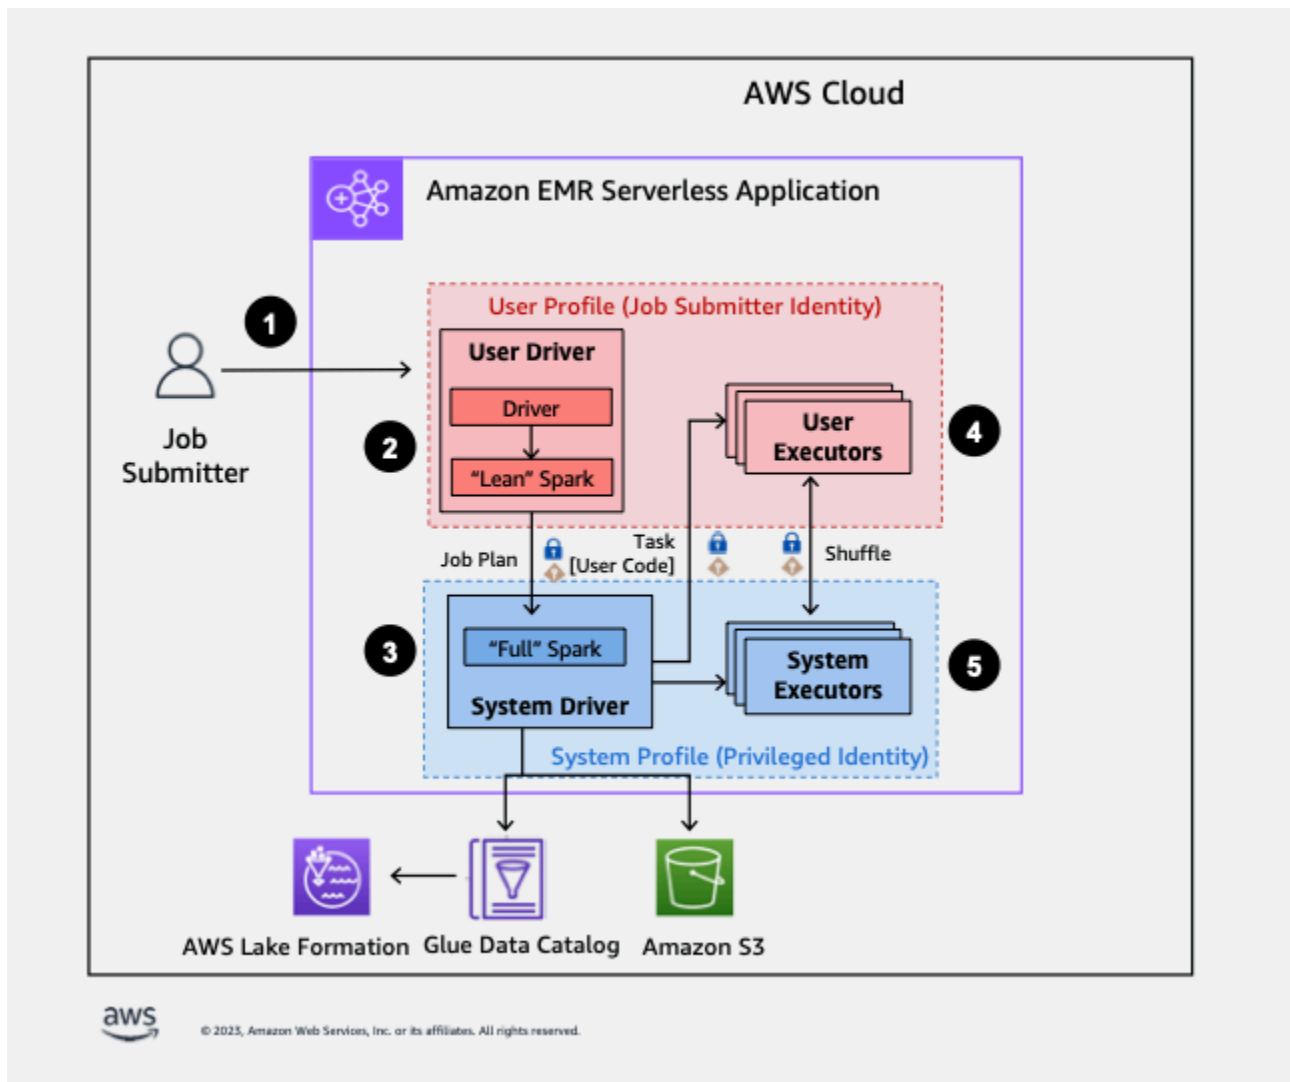 AWS Cloud
Amazon EMR Serverless Application
1
User Profile (Job Submitter Identity)
User Driver
Driver
"Lean" Spark
2
User
Executors
4
Job
Submitter
Job Plan
Task
[User Code]
Shuffle
3
"Full" Spark
System Driver
System
Executors
5
System Profile (Privileged Identity)
AWS Lake Formation
Glue Data Catalog
Amazon S3
aws
© 2023, Amazon Web Services, Inc. or its affiliates. All rights reserved.